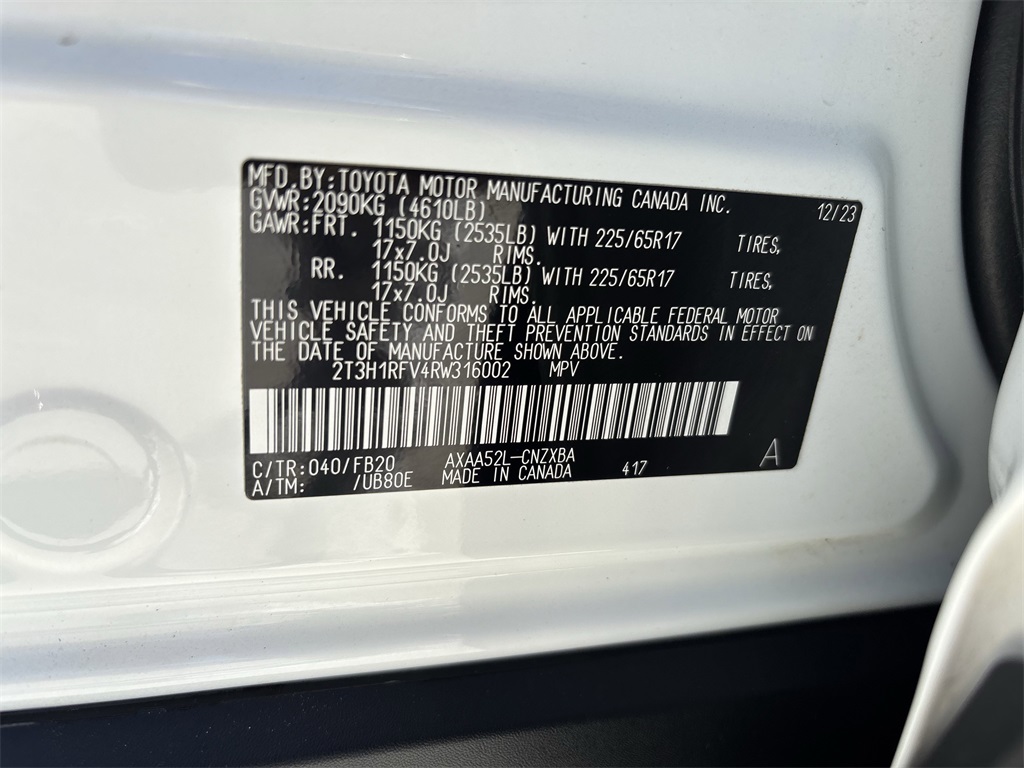 MFD.BY:TOYOTA MOTOR MANUFACTURING CANADA INC. 12/23
GVWR:2090KG (4610LB)
GAWR:FRT. 1150KG (2535LB) WITH 225/65R17 TIRES,
17x7.0J RIMS.
RR. 1150KG (2535LB) WITH 225/65R17 TIRES,
17x7.0J RIMS.
THIS VEHICLE CONFORMS TO ALL APPLICABLE FEDERAL MOTOR
VEHICLE SAFETY AND THEFT PREVENTION STANDARDS IN EFFECT ON
THE DATE OF MANUFACTURE SHOWN ABOVE.
2T3H1RFV4RW316002 MPV
C/TR:040/FB20 AXAA52L-CNZXBA
A/TM: /UB80E MADE IN CANADA 417 A